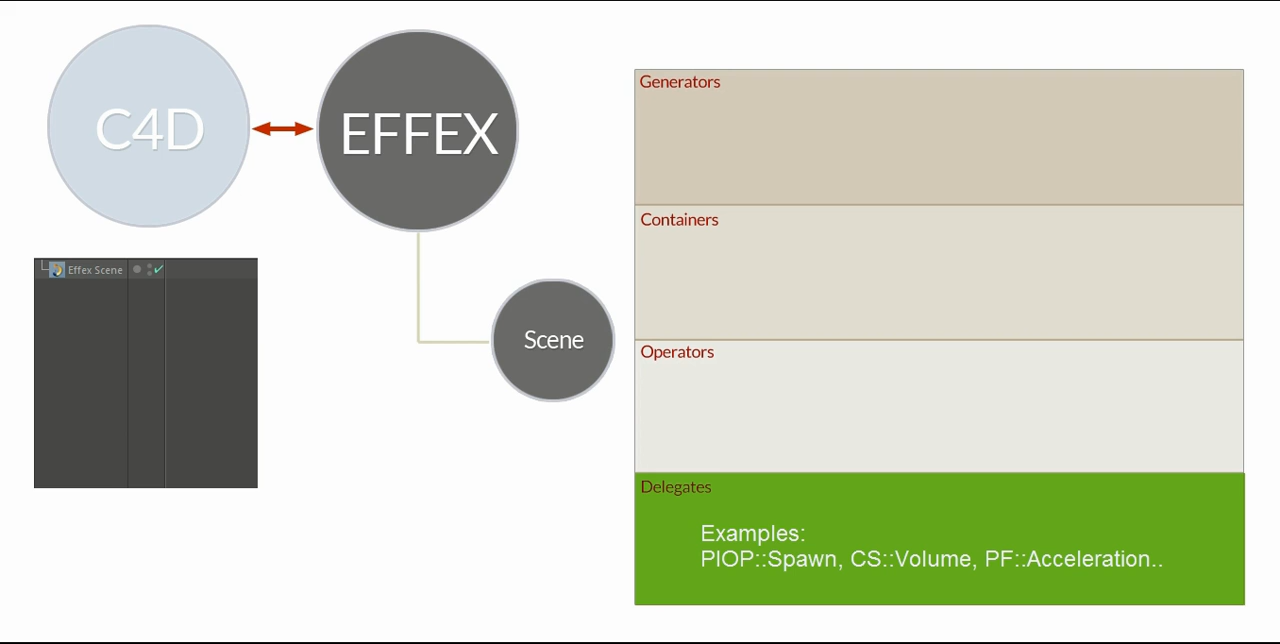 C4D
EFFEX
Effex Scene
Scene
Generators
Containers
Operators
Delegates
Examples:
PIOP::Spawn, CS::Volume, PF::Acceleration..